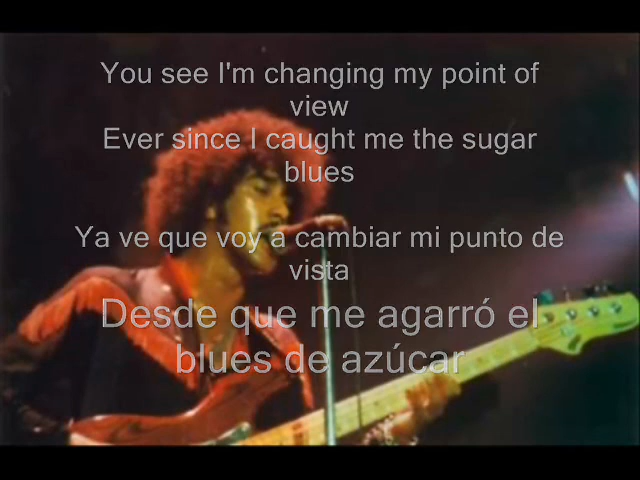 You see I'm changing my point of
view
Ever since I caught me the sugar
blues
Ya ve que voy a cambiar mi punto de
vista
Desde que me agarró el
blues de azúcar